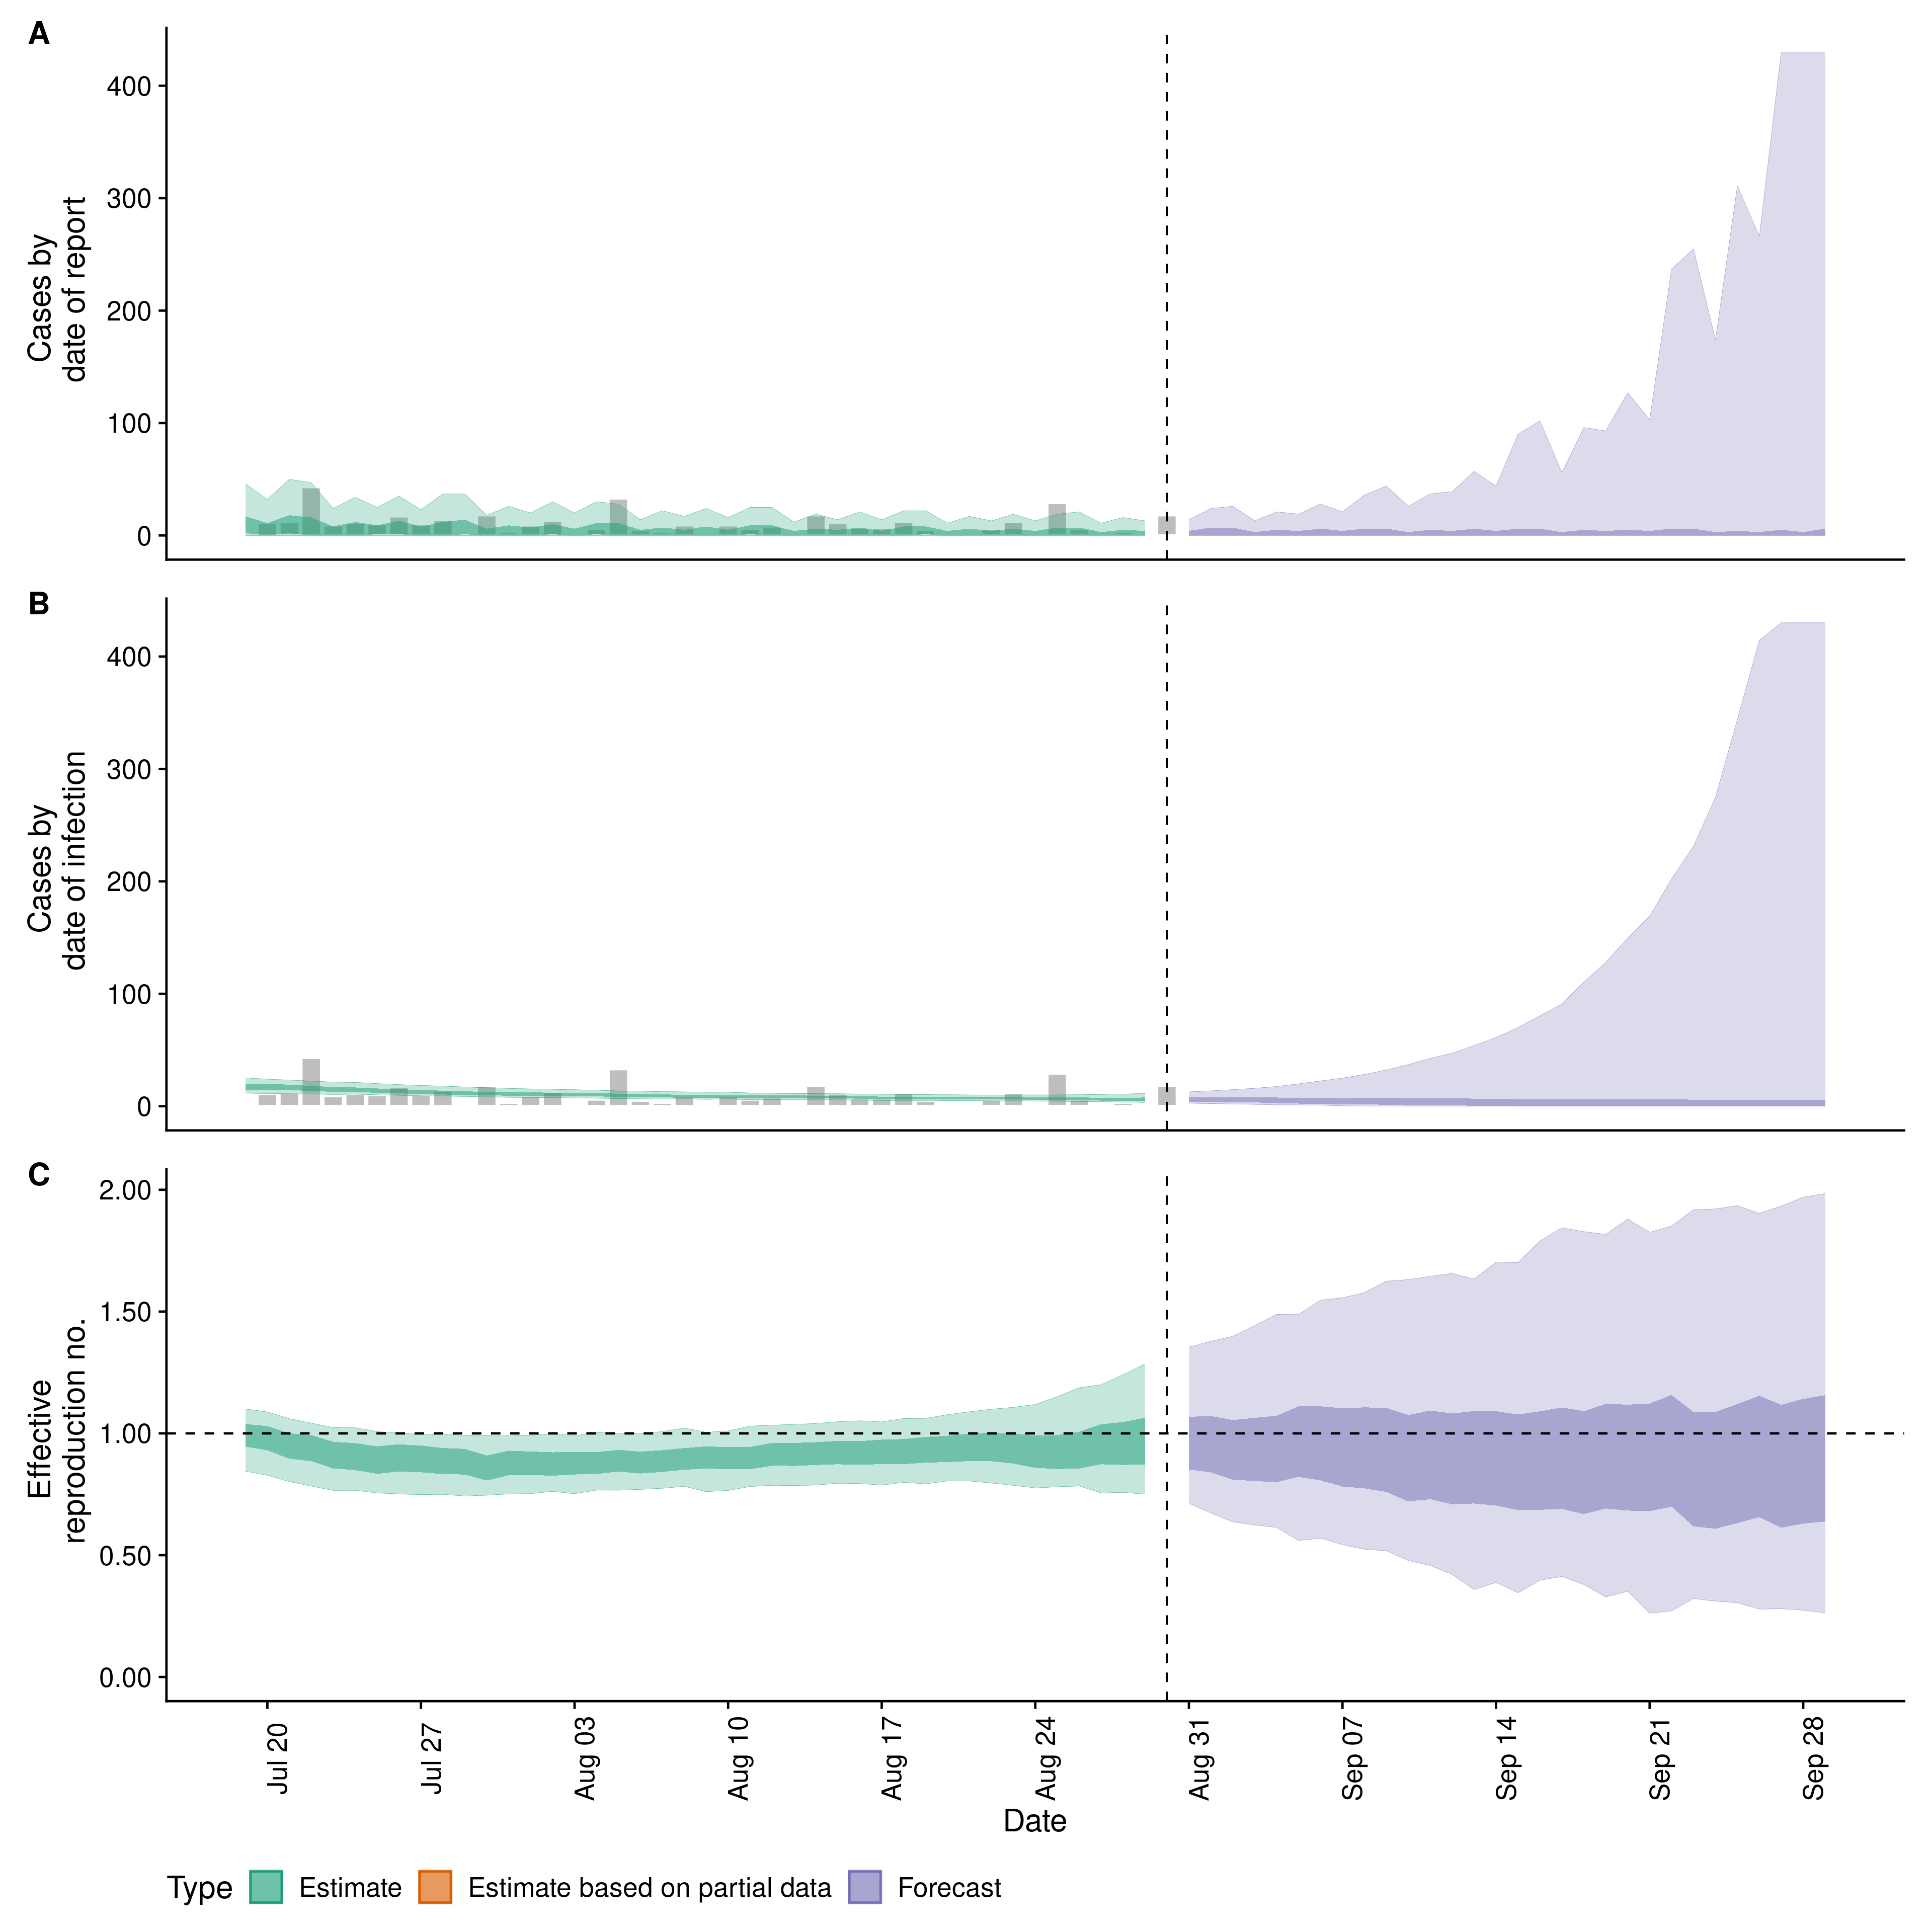 A
400
300
200
100
0
Cases by
date of report
B
400
300
200
100
0
Cases by
date of infection
C
2.00
1.50
1.00
0.50
0.00
Effective
reproduction no.
Jul 20
Jul 27
Aug 03
Aug 10
Aug 17
Aug 24
Aug 31
Sep 07
Sep 14
Sep 21
Sep 28
Date
Type Estimate Estimate based on partial data Forecast